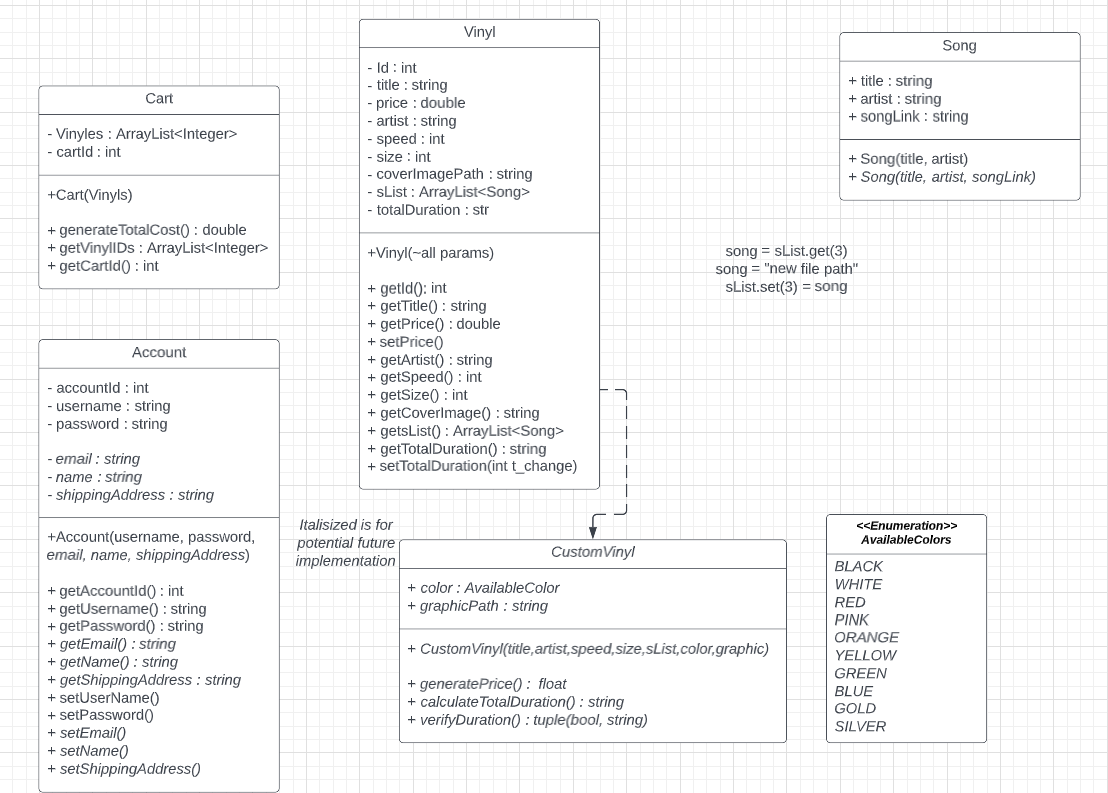 Vinyl
- Id : int
- title : string
- price : double
- artist : string
- speed : int
- size : int
- coverImagePath : string
- sList : ArrayList<Song>
- totalDuration : str
+Vinyl(~all params)
+ getId(): int
+ getTitle() : string
+ getPrice() : double
+ setPrice()
+ getArtist() : string
+ getSpeed() : int
+ getSize() : int
+ getCoverImage() : string
+ getsList() : ArrayList<Song>
+ getTotalDuration() : string
+ setTotalDuration(int t_change)
Song
+ title : string
+ artist : string
+ songLink : string
+ Song(title, artist)
+ Song(title, artist, songLink)
Cart
- Vinyles : ArrayList<Integer>
- cartId : int
+Cart(Vinyls)
+ generateTotalCost() : double
+ getVinylIDs : ArrayList<Integer>
+ getCartId() : int
song = sList.get(3)
song = "new file path"
sList.set(3) = song
Account
- accountId : int
- username : string
- password : string
- email : string
- name : string
- shippingAddress : string
+Account(username, password,
email, name, shippingAddress)
+ getAccountId() : int
+ getUsername() : string
+ getPassword() : string
+ getEmail() : string
+ getName() : string
+ getShippingAddress : string
+ setUserName()
+ setPassword()
+ setEmail()
+ setName()
+ setShippingAddress()
Italisized is for
potential future
implementation
CustomVinyl
+ color : AvailableColor
+ graphicPath : string
+ CustomVinyl(title,artist,speed,size,sList,color,graphic)
+ generatePrice() : float
+ calculateTotalDuration() : string
+ verifyDuration() : tuple(bool, string)
<<Enumeration>>
AvailableColors
BLACK
WHITE
RED
PINK
ORANGE
YELLOW
GREEN
BLUE
GOLD
SILVER